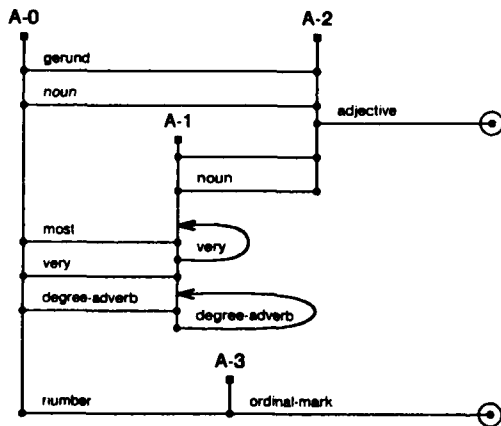 A-0
A-2
gerund
noun
adjective
A-1
noun
most
very
very
degree-adverb
degree-adverb
A-3
number
ordinal-mark